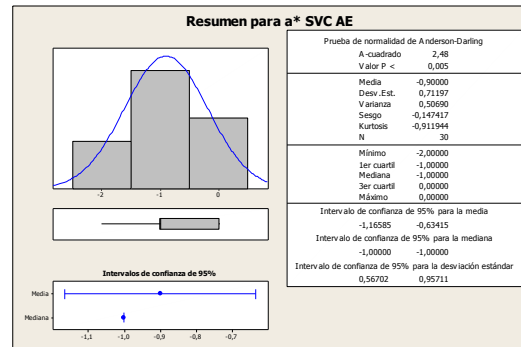 Resumen para a* SVC AE
-2 -1 0
Intervalos de confianza de 95%
Media
Mediana
-1,1 -1,0 -0,9 -0,8 -0,7
Prueba de normalidad de Anderson-Darling
A-cuadrado 2,48
Valor P < 0,005
Media -0,90000
Desv.Est. 0,71197
Varianza 0,50690
Sesgo -0,147417
Kurtosis -0,911944
N 30
Mínimo -2,00000
1er cuartil -1,00000
Mediana -1,00000
3er cuartil 0,00000
Máximo 0,00000
Intervalo de confianza de 95% para la media
-1,16585 -0,63415
Intervalo de confianza de 95% para la mediana
-1,00000 -1,00000
Intervalo de confianza de 95% para la desviación estándar
0,56702 0,95711